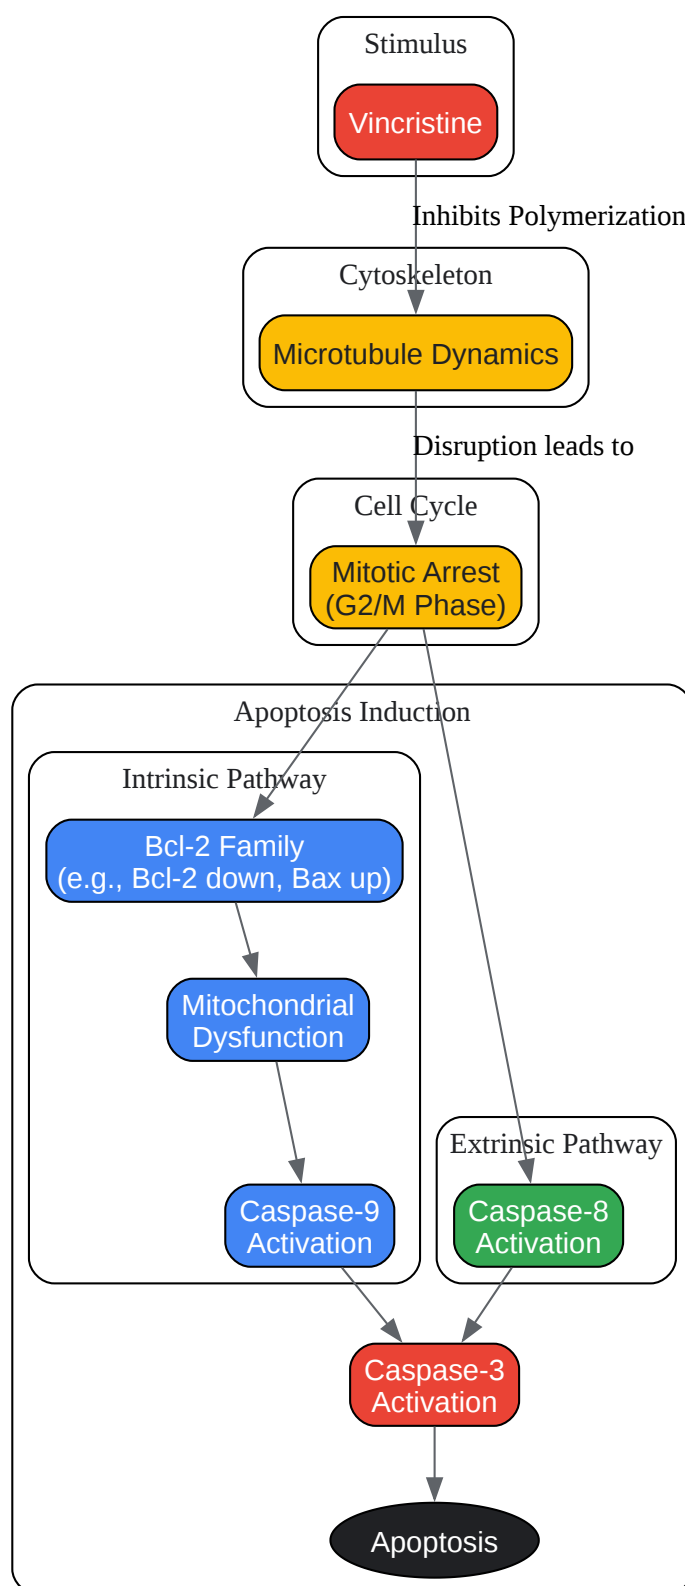 Stimulus
Vincristine
Inhibits Polymerization
Cytoskeleton
Microtubule Dynamics
Disruption leads to
Cell Cycle
Mitotic Arrest
(G2/M Phase)
Apoptosis Induction
Intrinsic Pathway
Bcl-2 Family
(e.g., Bcl-2 down, Bax up)
Mitochondrial
Dysfunction
Extrinsic Pathway
Caspase-9
Activation
Caspase-8
Activation
Caspase-3
Activation
Apoptosis